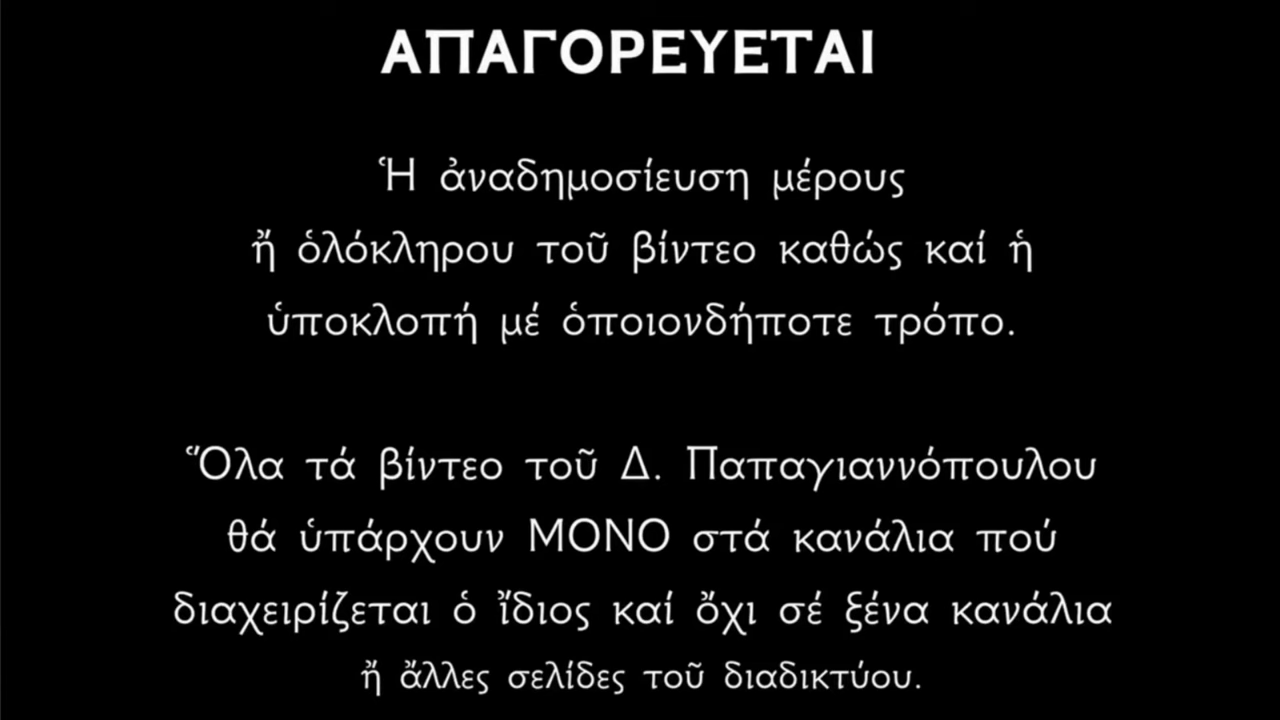 ΑΠΑΓΟΡΕΥΕΤΑΙ
Ἡ ἀναδημοσίευση μέρους
ἤ ὁλόκληρου τοῦ βίντεο καθώς καί ἡ
ὑποκλοπή μέ ὁποιονδήποτε τρόπο.
Ὅλα τά βίντεο τοῦ Δ. Παπαγιαννόπουλου
θά ὑπάρχουν ΜΟΝΟ στά κανάλια πού
διαχειρίζεται ὁ ἴδιος καί ὄχι σέ ξένα κανάλια
ἤ ἄλλες σελίδες τοῦ διαδικτύου.